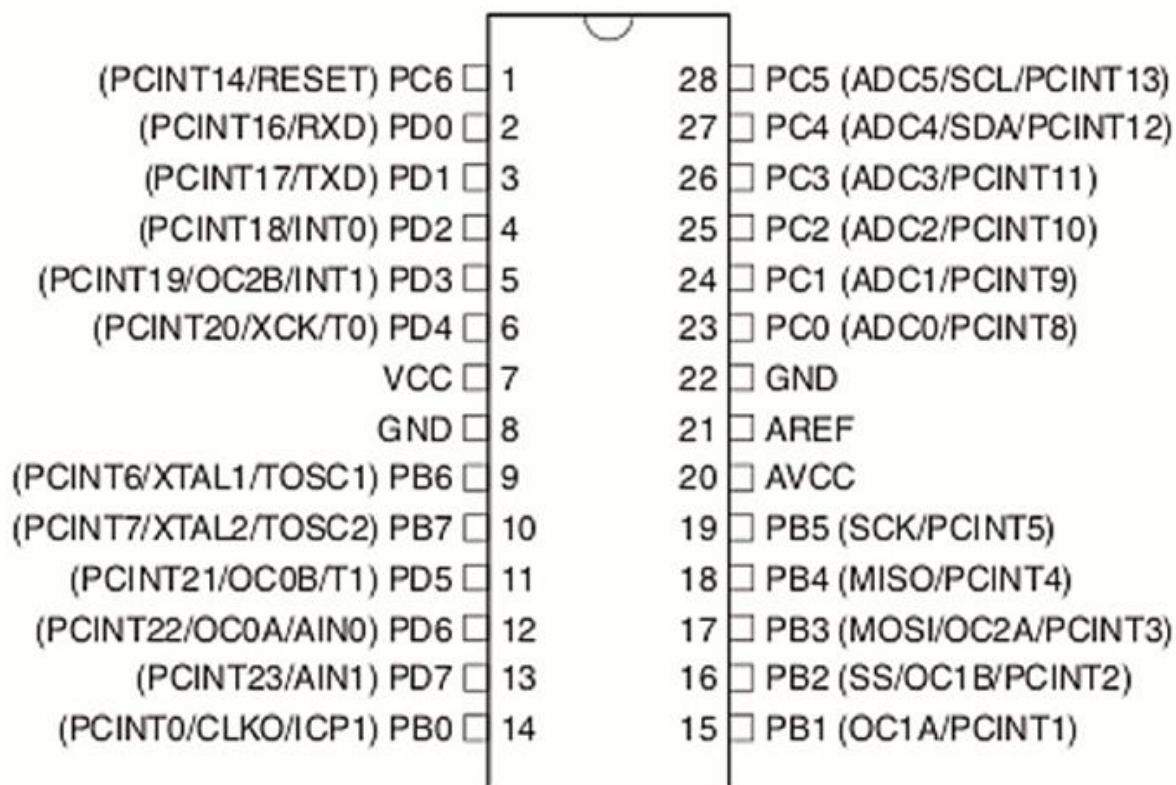 (PCINT14/RESET) PC6 1 28 PC5 (ADC5/SCL/PCINT13)
(PCINT16/RXD) PD0 2 27 PC4 (ADC4/SDA/PCINT12)
(PCINT17/TXD) PD1 3 26 PC3 (ADC3/PCINT11)
(PCINT18/INT0) PD2 4 25 PC2 (ADC2/PCINT10)
(PCINT19/OC2B/INT1) PD3 5 24 PC1 (ADC1/PCINT9)
(PCINT20/XCK/T0) PD4 6 23 PC0 (ADC0/PCINT8)
VCC 7 22 GND
GND 8 21 AREF
(PCINT6/XTAL1/TOSC1) PB6 9 20 AVCC
(PCINT7/XTAL2/TOSC2) PB7 10 19 PB5 (SCK/PCINT5)
(PCINT21/OC0B/T1) PD5 11 18 PB4 (MISO/PCINT4)
(PCINT22/OC0A/AIN0) PD6 12 17 PB3 (MOSI/OC2A/PCINT3)
(PCINT23/AIN1) PD7 13 16 PB2 (SS/OC1B/PCINT2)
(PCINT0/CLKO/ICP1) PB0 14 15 PB1 (OC1A/PCINT1)